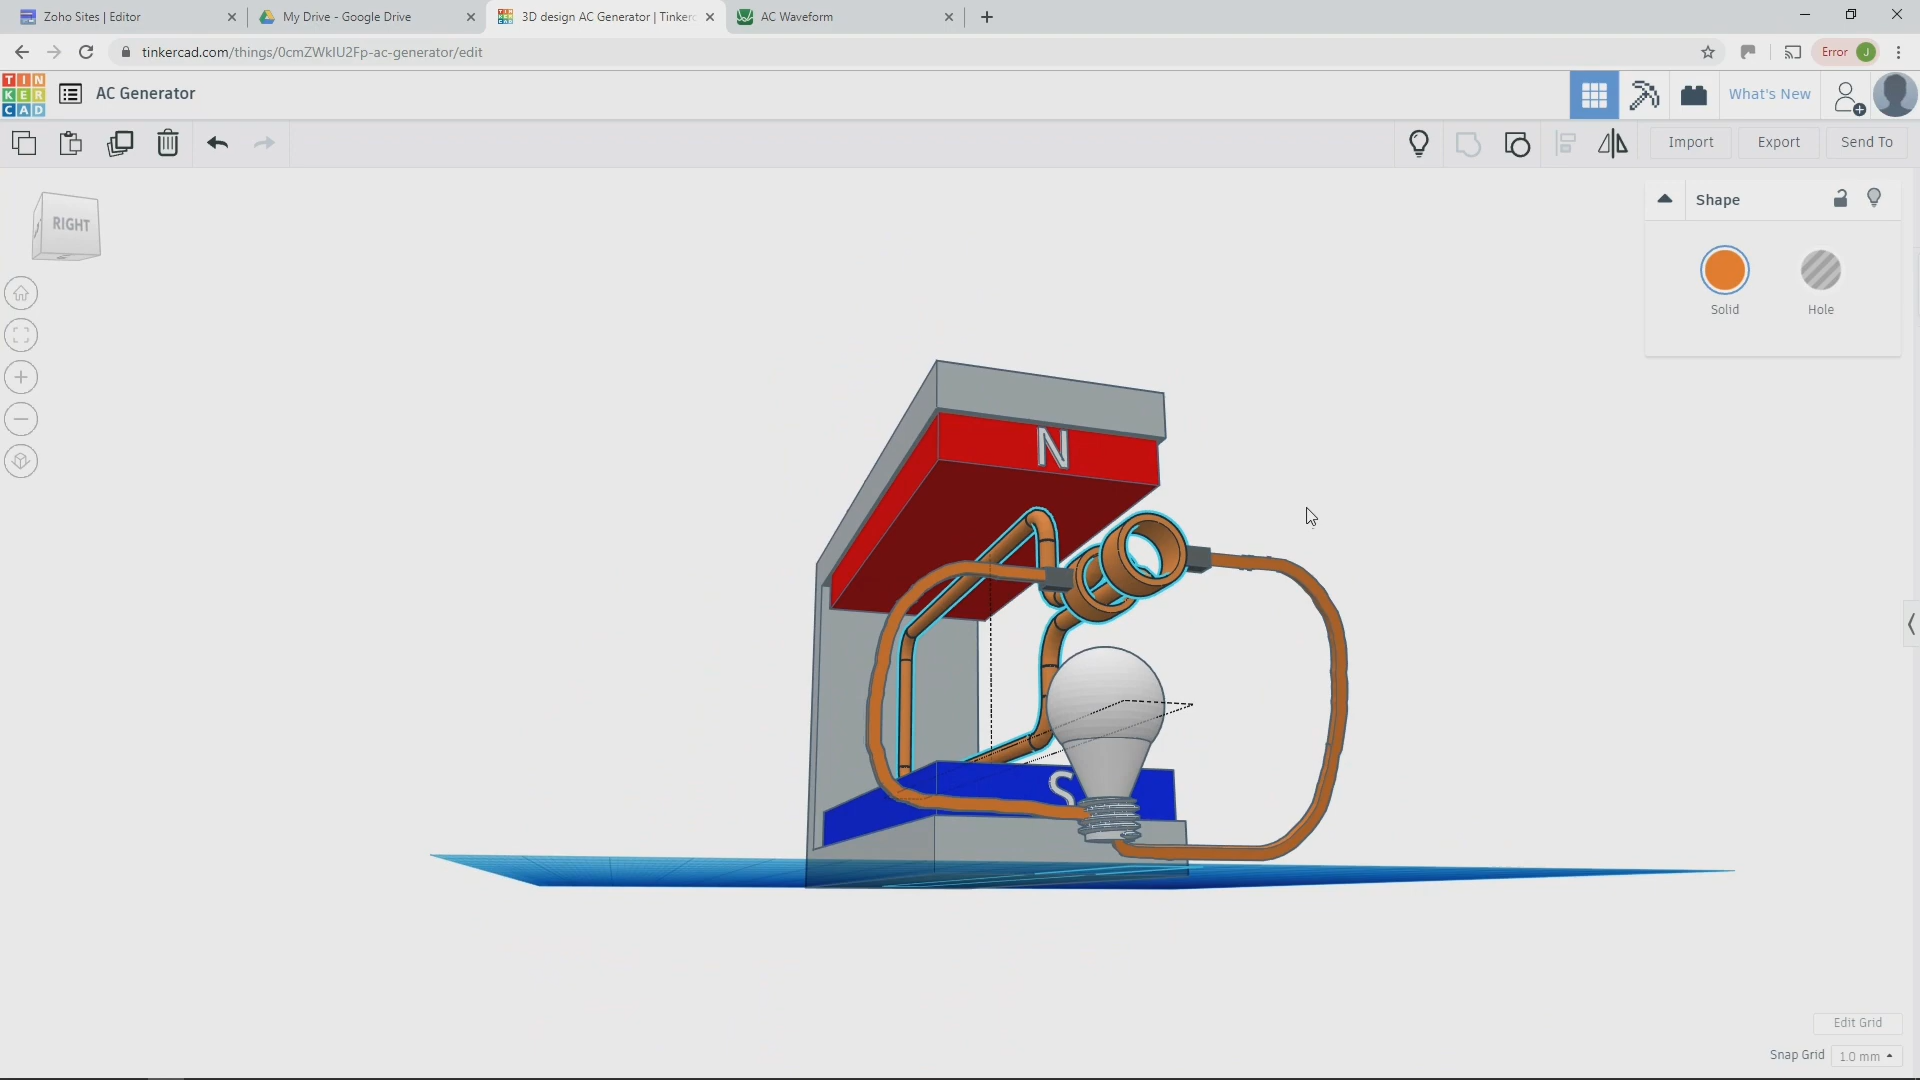 Zoho Sites | Editor
My Drive - Google Drive
3D design AC Generator | Tinkerc
AC Waveform
tinkercad.com/things/0cmZWkIU2Fp-ac-generator/edit
Error J
TIN
KER
CAD
AC Generator
What's New
Import
Export
Send To
RIGHT
Shape
Solid
Hole
N
S
Edit Grid
Snap Grid 1.0 mm